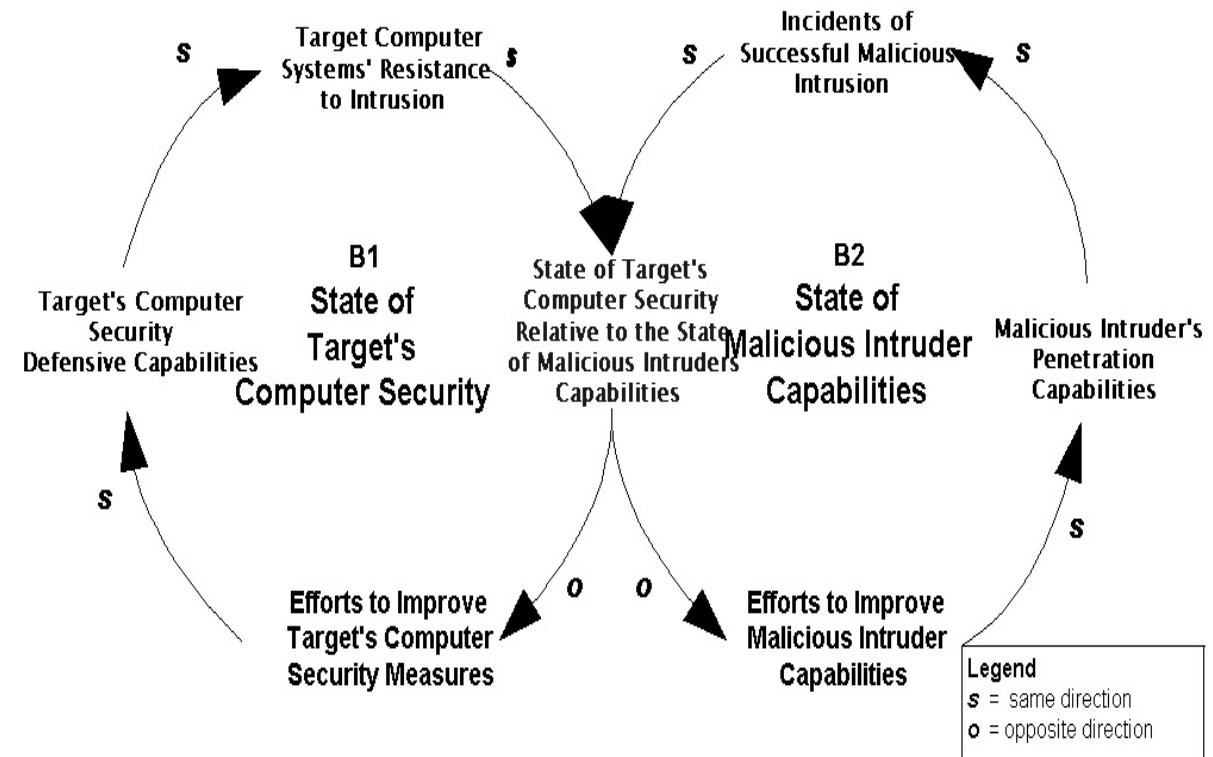 Target Computer
Systems' Resistance
to Intrusion
s
s
Incidents of
Successful Malicious
Intrusion
s
s
B1
State of
Target's
Computer Security
State of Target's
Computer Security
Relative to the State
of Malicious Intruders
Capabilities
B2
State of
Malicious Intruder
Capabilities
Target's Computer
Security
Defensive Capabilities
Malicious Intruder's
Penetration
Capabilities
s
s
o
o
Efforts to Improve
Target's Computer
Security Measures
Efforts to Improve
Malicious Intruder
Capabilities
Legend
s = same direction
o = opposite direction